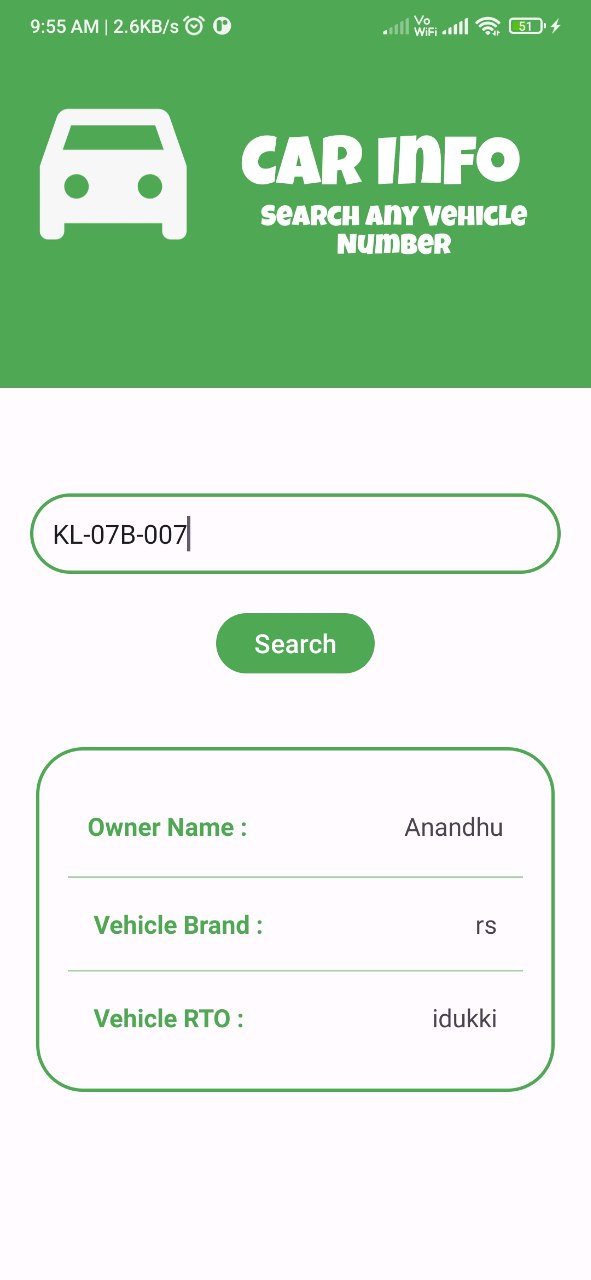 9:55 AM | 2.6KB/s
Vo
WiFi
51
CAR INFO
SEARCH ANY VEHICLE
NUMBER
KL-07B-007
Search
Owner Name : Anandhu
Vehicle Brand : rs
Vehicle RTO : idukki